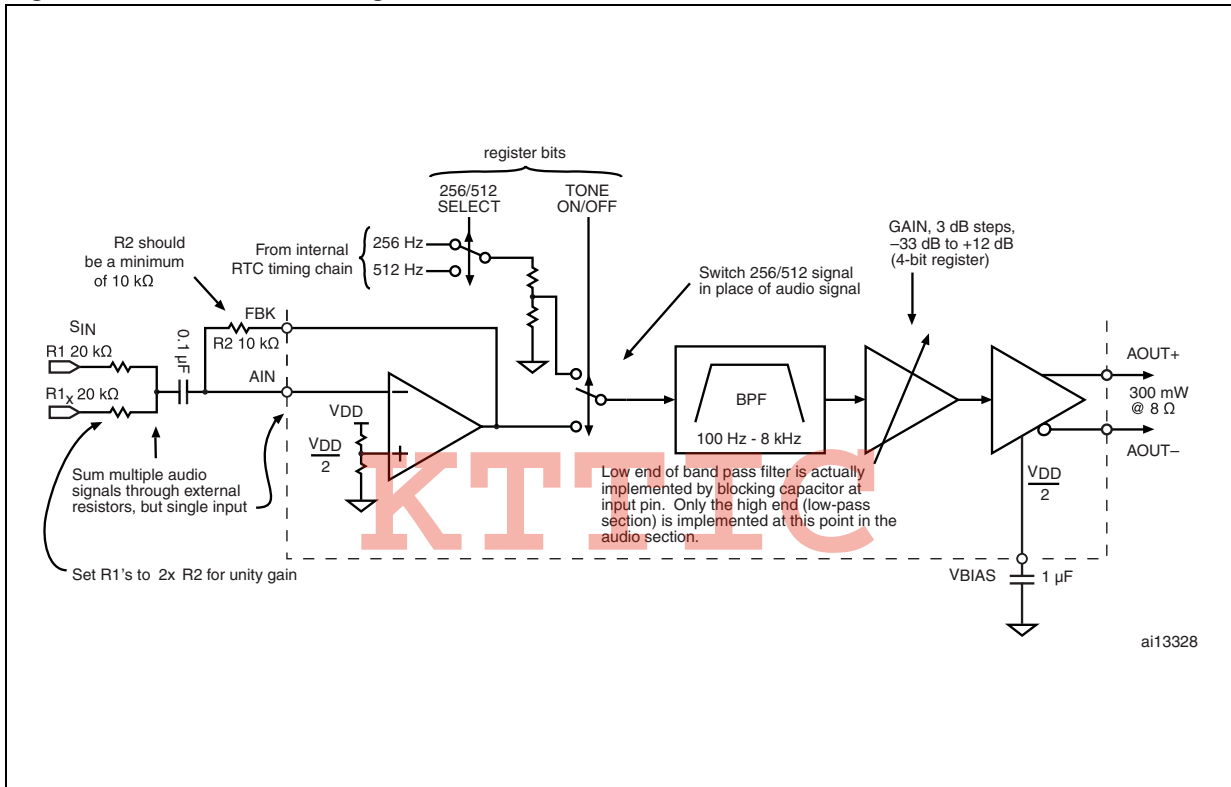 register bits
256/512
SELECT
TONE
ON/OFF
GAIN, 3 dB steps,
–33 dB to +12 dB
(4-bit register)
R2 should
be a minimum
of 10 kΩ
From internal
RTC timing chain
256 Hz
512 Hz
Switch 256/512 signal
in place of audio signal
SIN
R1 20 kΩ
R1x 20 kΩ
0.1 µF
FBK
R2 10 kΩ
AIN
VDD
VDD
2
–
+
BPF
100 Hz - 8 kHz
AOUT+
300 mW
@ 8 Ω
AOUT–
VDD
2
Sum multiple audio
signals through external
resistors, but single input
Low end of band pass filter is actually
implemented by blocking capacitor at
input pin. Only the high end (low-pass
section) is implemented at this point in the
audio section.
KTTIC
Set R1's to 2x R2 for unity gain
VBIAS
1 µF
ai13328